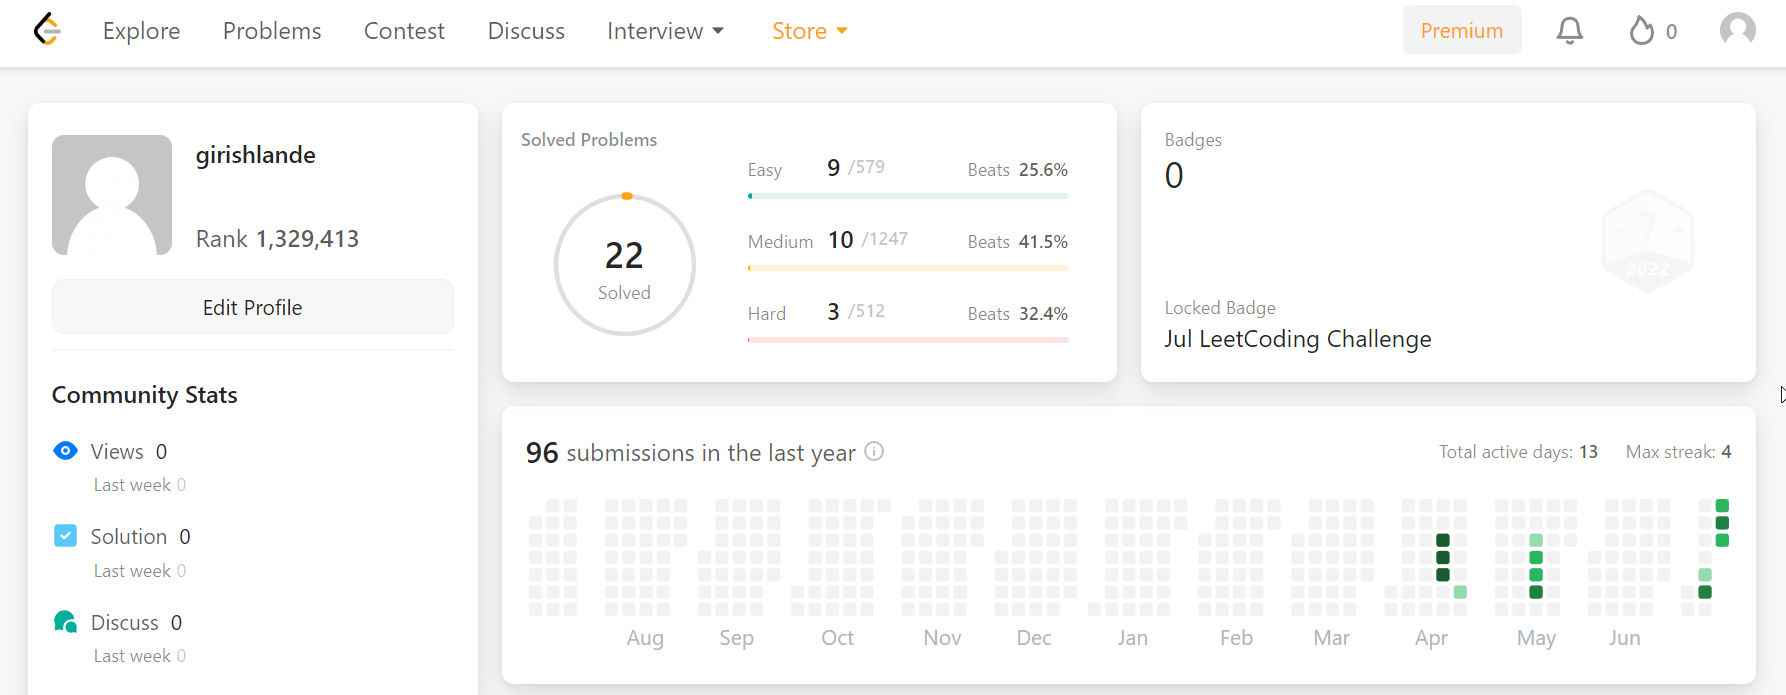 Explore Problems Contest Discuss Interview Store Premium 0
girishlande
Rank 1,329,413
Edit Profile
Community Stats
Views 0
Last week 0
Solution 0
Last week 0
Discuss 0
Last week 0
Solved Problems
22
Solved
Easy 9 /579 Beats 25.6%
Medium 10 /1247 Beats 41.5%
Hard 3 /512 Beats 32.4%
Badges
0
7
2022
Locked Badge
Jul LeetCoding Challenge
96 submissions in the last year Total active days: 13 Max streak: 4
Aug Sep Oct Nov Dec Jan Feb Mar Apr May Jun